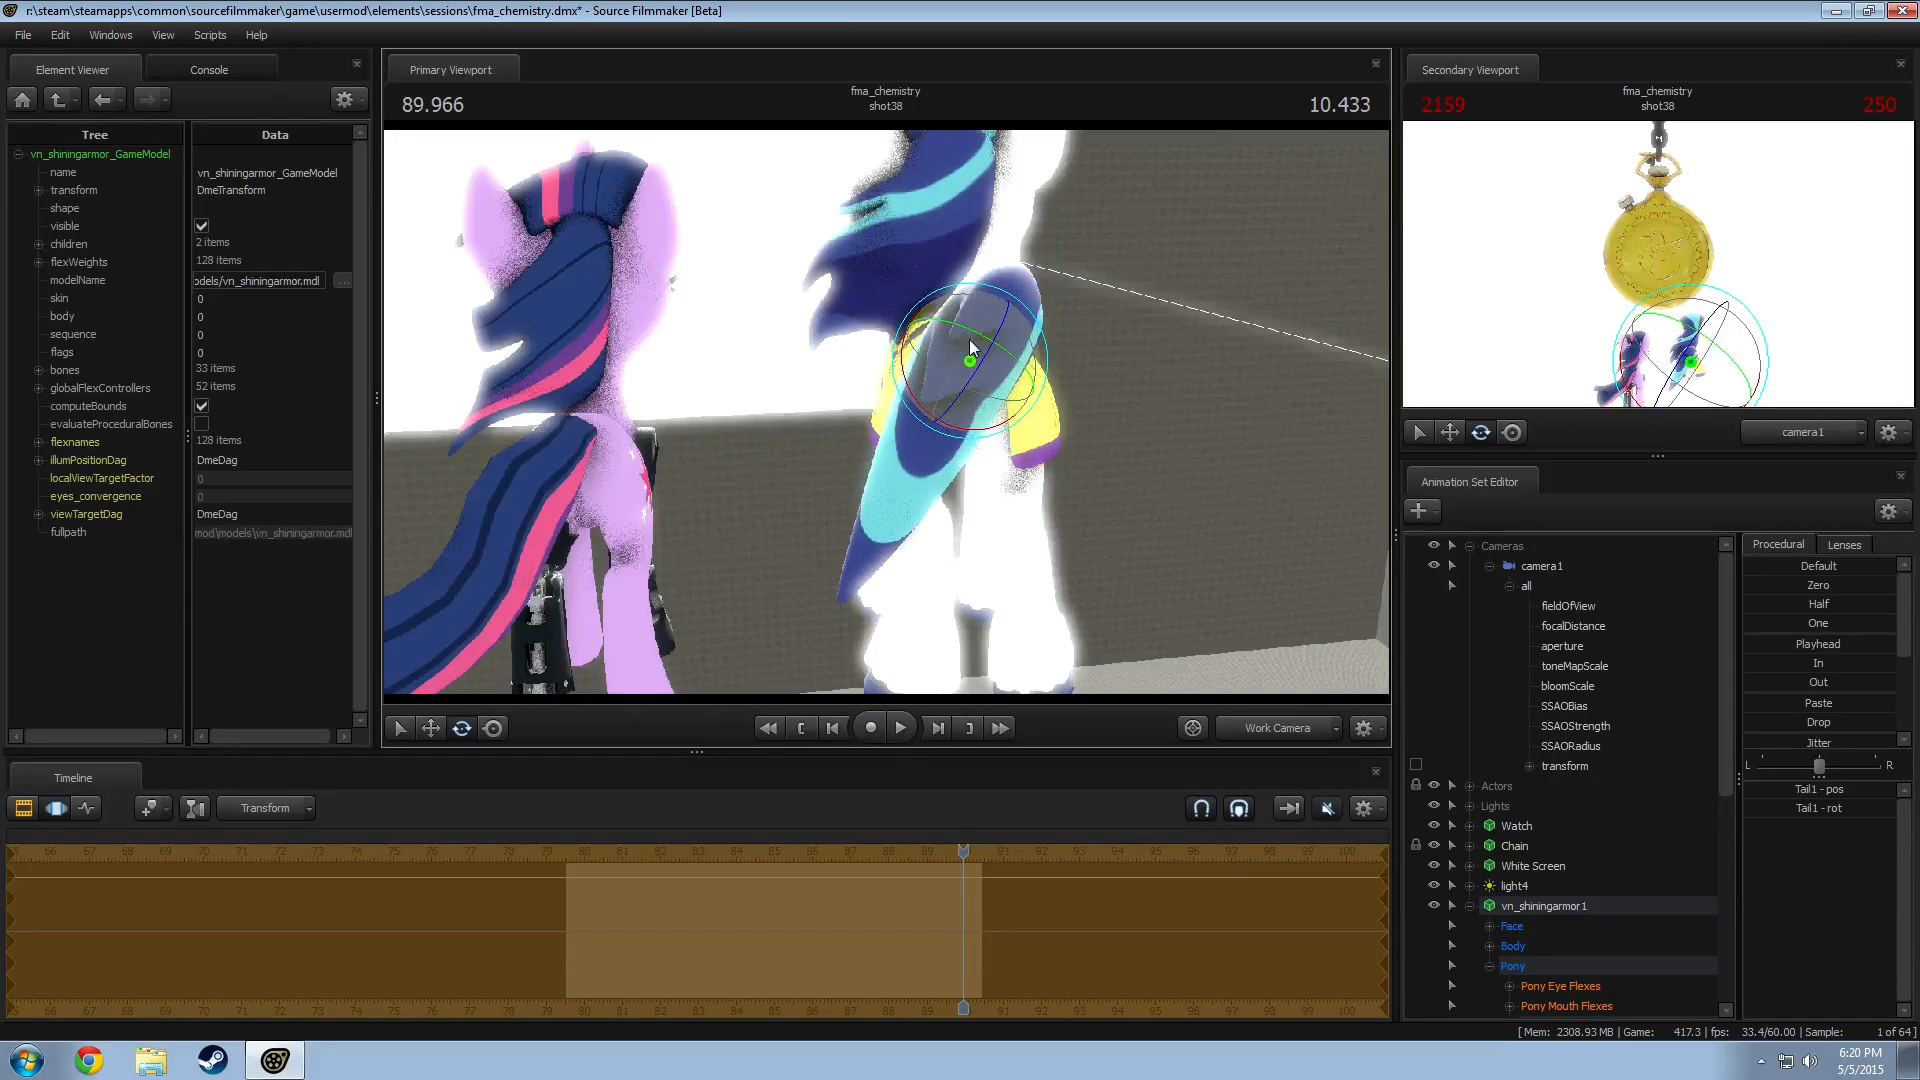 r:\steam\steamapps\common\sourcefilmmaker\game\usermod\elements\sessions\fma_chemistry.dmx* - Source Filmmaker [Beta]
File Edit Windows View Scripts Help
Element Viewer Console
Tree Data
vn_shiningarmor_GameModel
name vn_shiningarmor_GameModel
transform DmeTransform
shape
visible
children 2 items
flexWeights 128 items
modelName odels/vn_shiningarmor.mdl ...
skin 0
body 0
sequence 0
flags 0
bones 33 items
globalFlexControllers 52 items
computeBounds
evaluateProceduralBones
flexnames 128 items
illumPositionDag DmeDag
localViewTargetFactor 0
eyes_convergence 0
viewTargetDag DmeDag
fullpath mod\models\vn_shiningarmor.mdl
Primary Viewport
89.966 fma_chemistry 10.433
shot38
Work Camera
Secondary Viewport
2159 fma_chemistry 250
shot38
camera1
Animation Set Editor
Cameras
camera1
all
fieldOfView
focalDistance
aperture
toneMapScale
bloomScale
SSAOBias
SSAOStrength
SSAORadius
transform
Actors
Lights
Watch
Chain
White Screen
light4
vn_shiningarmor1
Face
Body
Pony
Pony Eye Flexes
Pony Mouth Flexes
Procedural Lenses
Default
Zero
Half
One
Playhead
In
Out
Paste
Drop
Jitter
L R
Tail1 - pos
Tail1 - rot
Timeline
Transform
5 66 67 68 69 70 71 72 73 74 75 76 77 78 79 80 81 82 83 84 85 86 87 88 89 91 92 93 94 95 96 97 98 99 100
5 66 67 68 69 70 71 72 73 74 75 76 77 78 79 80 81 82 83 84 85 86 87 88 89 91 92 93 94 95 96 97 98 99 100
[ Mem: 2308.93 MB | Game: 417.3 | fps: 33.4/60.00 | Sample: 1 of 64 ]
6:20 PM
5/5/2015